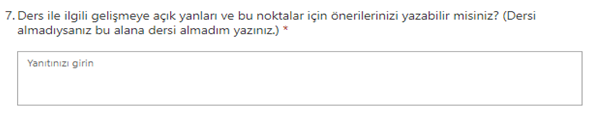 7. Ders ile ilgili gelişmeye açık yanları ve bu noktalar için önerilerinizi yazabilir misiniz? (Dersi
almadıysanız bu alana dersi almadım yazınız.) *
Yanıtınızı girin